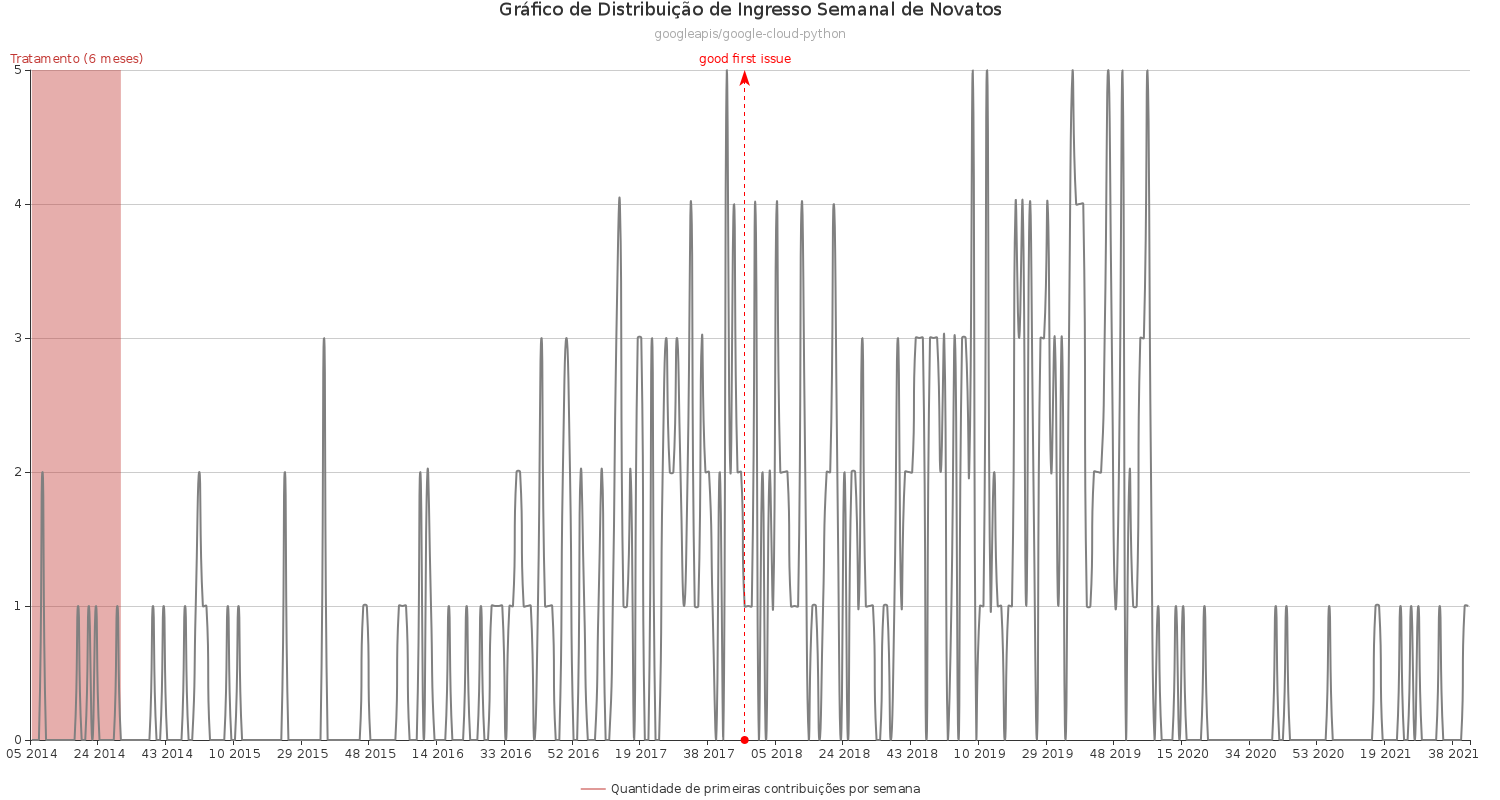 Gráfico de Distribuição de Ingresso Semanal de Novatos
googleapis/google-cloud-python
Tratamento (6 meses)
good first issue
5
4
3
2
1
0
05 2014 24 2014 43 2014 10 2015 29 2015 48 2015 14 2016 33 2016 52 2016 19 2017 38 2017 05 2018 24 2018 43 2018 10 2019 29 2019 48 2019 15 2020 34 2020 53 2020 19 2021 38 2021
Quantidade de primeiras contribuições por semana